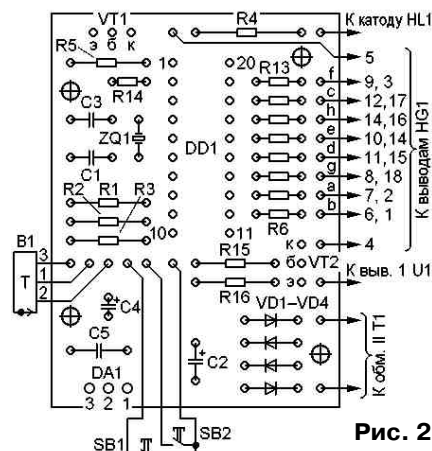 VT1
R4
К катоду HL1
R5
э б к
1
20
5
R13
f
9, 3
R14
c
12, 17
C3
h
14, 16
ZQ1
DD1
e
10, 14
d
11, 15
C1
g
8, 18
R2
R1
R3
a
7, 2
b
6, 1
К выводам HG1
10
11
R6
B1
к
4
3
R15
б
VT2
T
1
э
К выв. 1 U1
2
R16
VD1–VD4
C4
+
C5
C2
+
К обм. II T1
DA1
3 2 1
SB1
SB2
Рис. 2